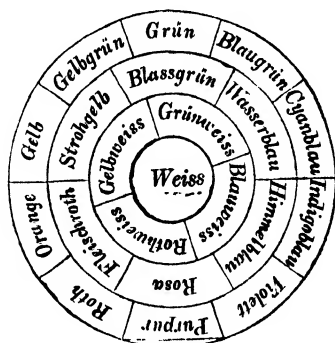 Grün
Blaugrün
Cyanblau
Indigoblau
Violett
Purpur
Roth
Orange
Gelb
Gelbgrün
Blassgrün
Wasserblau
Himmelblau
Rosa
Fleischroth
Strohgelb
Grünweiss
Blauweiss
Rothweiss
Gelbweiss
Weiss